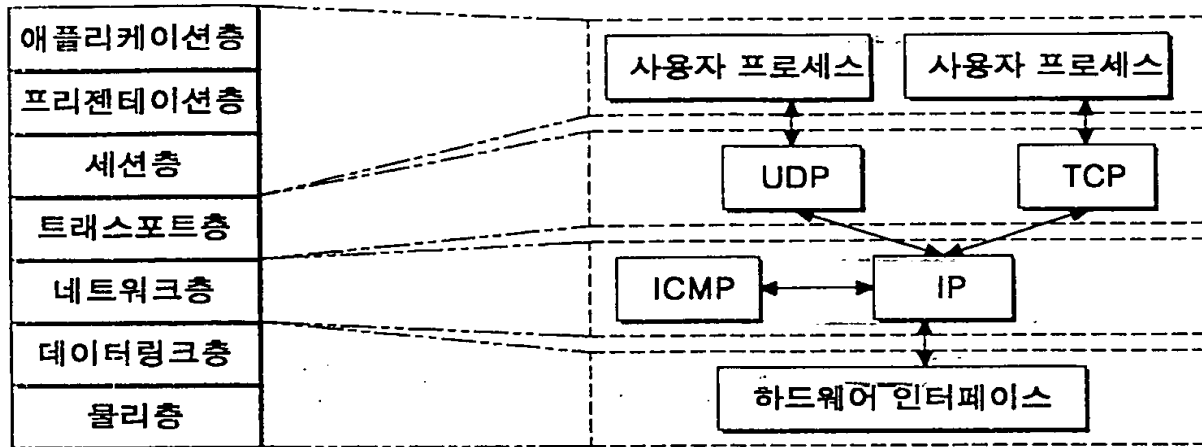 애플리케이션층
프리젠테이션층
세션층
트래스포트층
네트워크층
데이터링크층
물리층
사용자 프로세스
사용자 프로세스
UDP
TCP
ICMP
IP
하드웨어 인터페이스